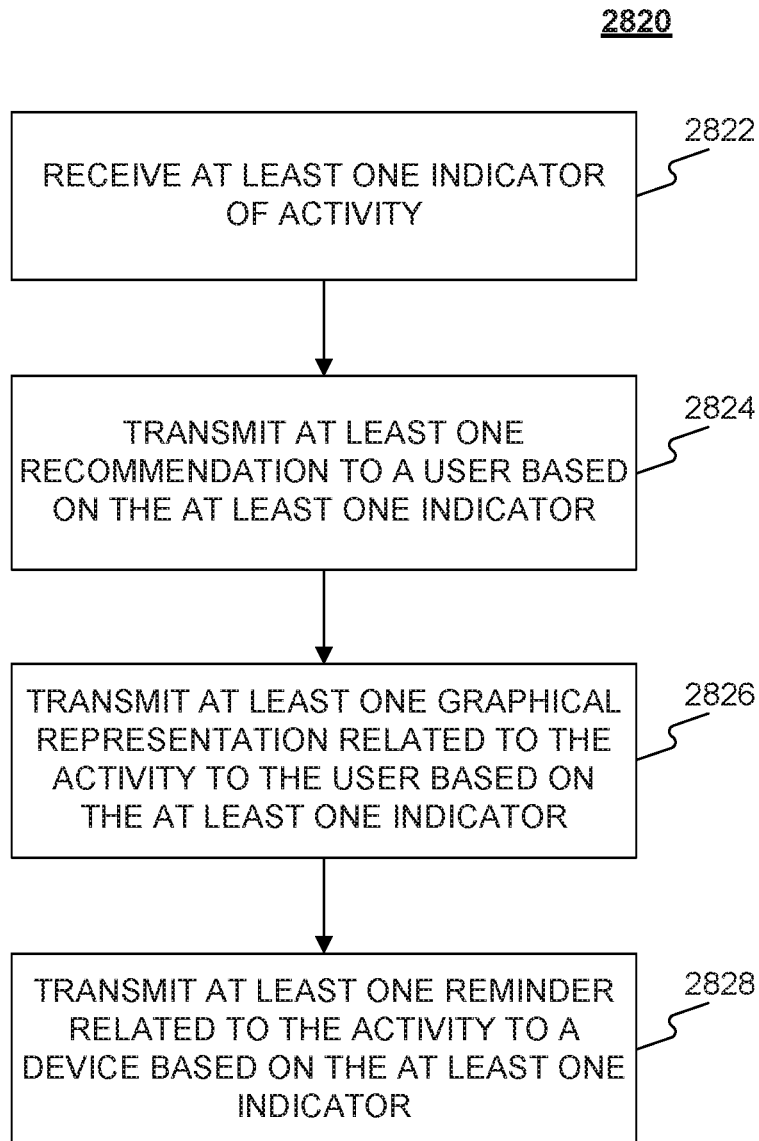 2820
RECEIVE AT LEAST ONE INDICATOR
OF ACTIVITY
2822
TRANSMIT AT LEAST ONE
RECOMMENDATION TO A USER BASED
ON THE AT LEAST ONE INDICATOR
2824
TRANSMIT AT LEAST ONE GRAPHICAL
REPRESENTATION RELATED TO THE
ACTIVITY TO THE USER BASED ON
THE AT LEAST ONE INDICATOR
2826
TRANSMIT AT LEAST ONE REMINDER
RELATED TO THE ACTIVITY TO A
DEVICE BASED ON THE AT LEAST ONE
INDICATOR
2828